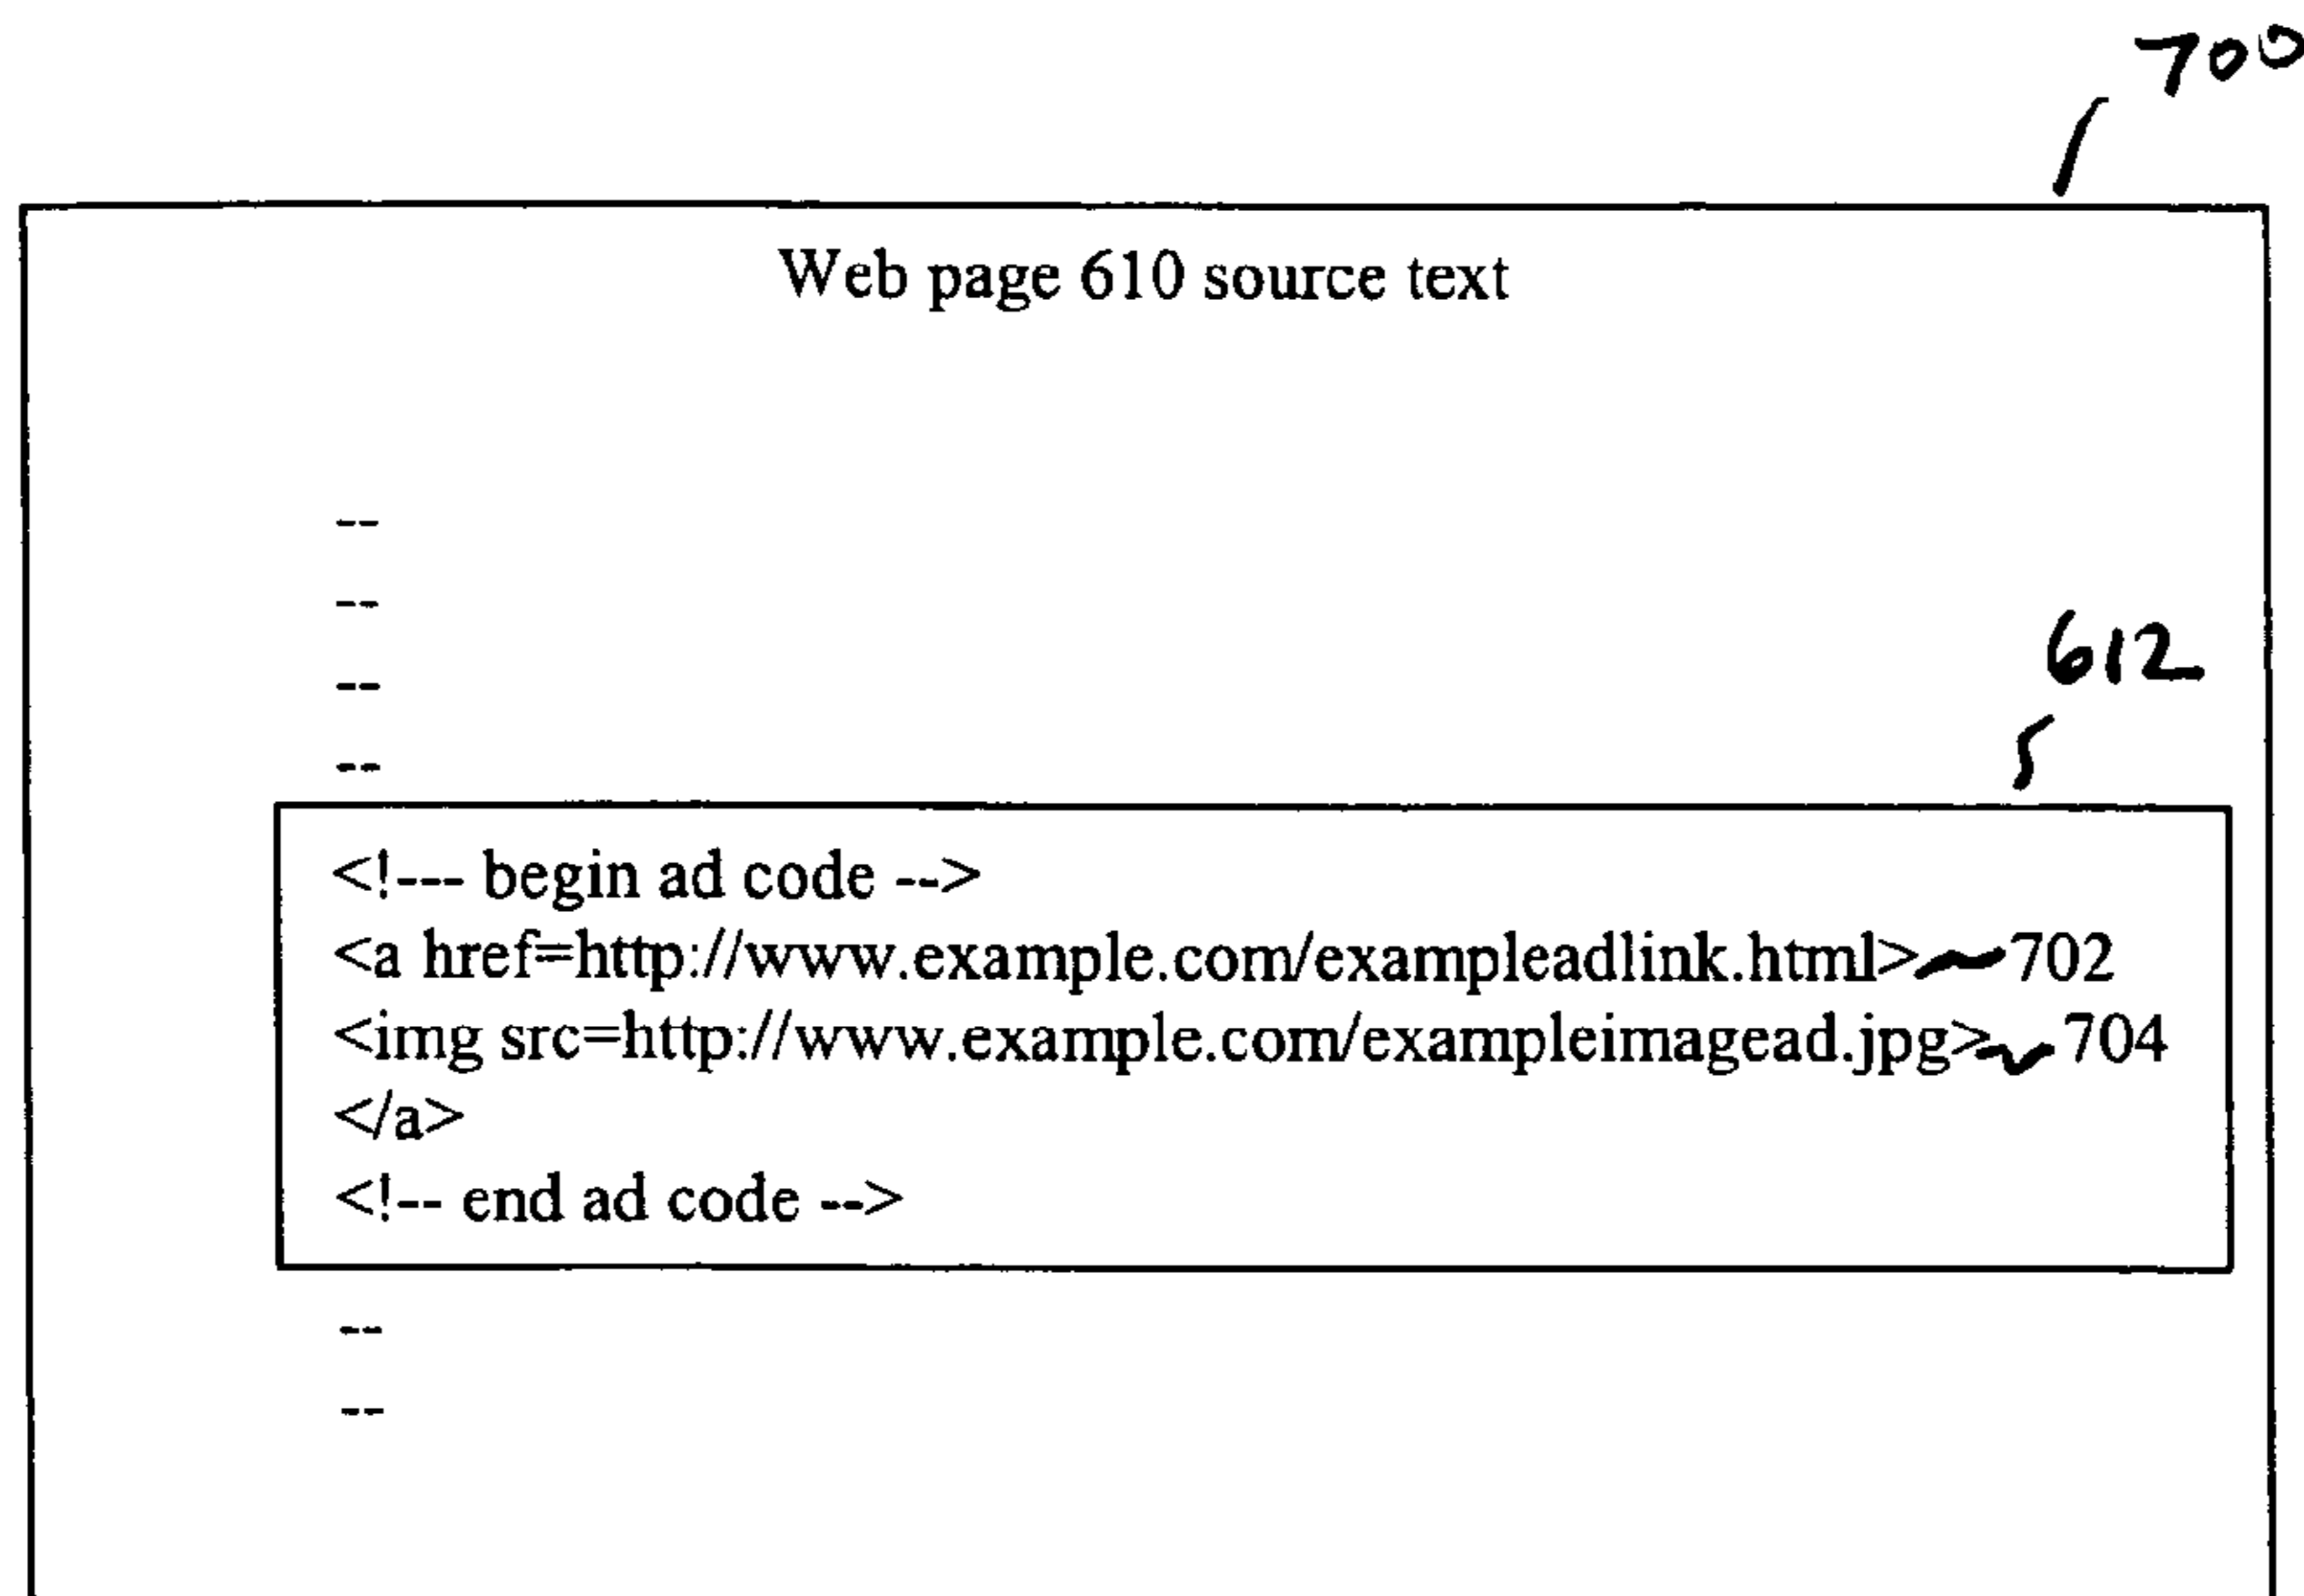 700
Web page 610 source text
--
--
--
612
--
<!--- begin ad code -->
<a href=http://www.example.com/exampleadlink.html> 702
<img src=http://www.example.com/exampleimagead.jpg> 704
</a>
<!-- end ad code -->
--
--